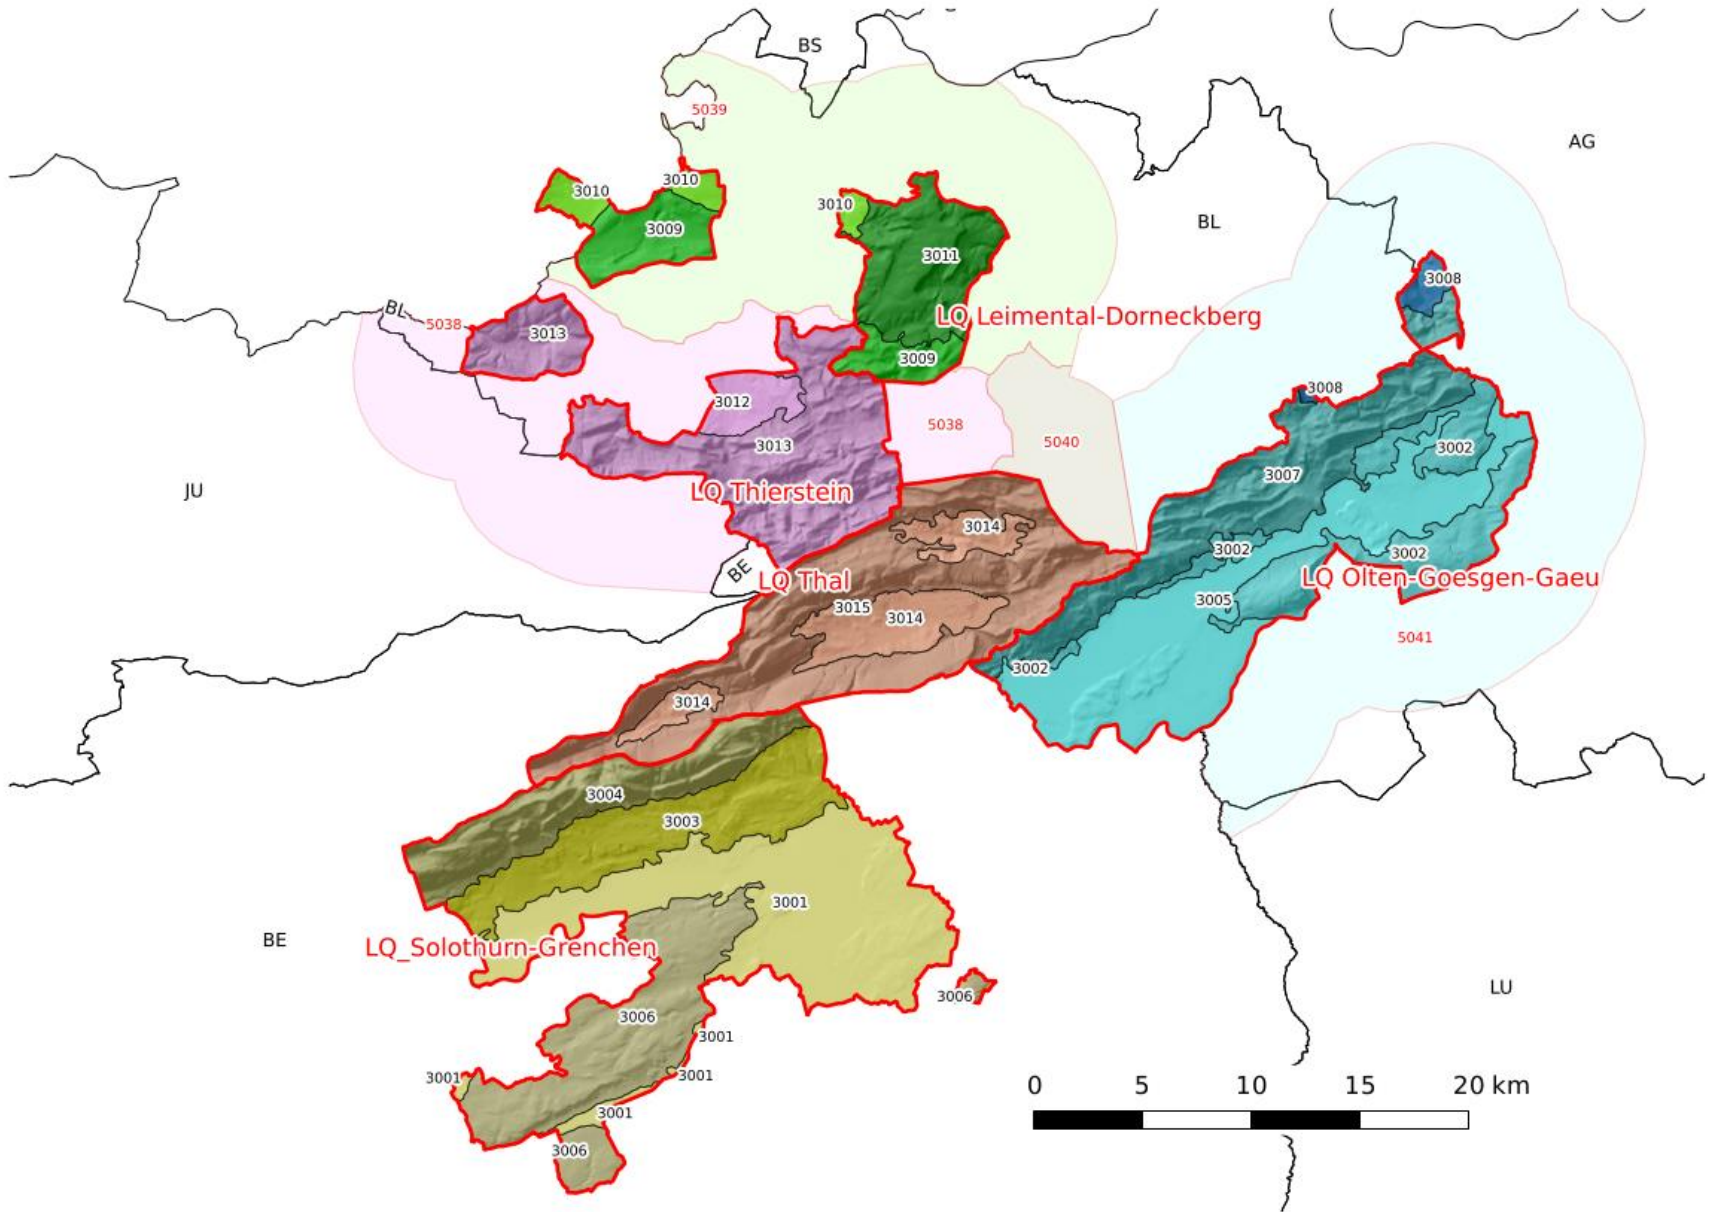 BS
5039
AG
3010
3010
3010
BL
3009
3011
3008
BL
5038
LQ Leimental-Dorneckberg
3013
3009
3008
3012
5038
5040
3013
3002
3007
JU
LQ Thierstein
3014
3002
3002
BE
LQ Thal
LQ Olten-Goesgen-Gaeu
3015
3014
3005
5041
3002
3014
3004
3003
3001
BE
LQ_Solothurn-Grenchen
LU
3006
3006
3001
3001
3001
0 5 10 15 20 km
3001
3006